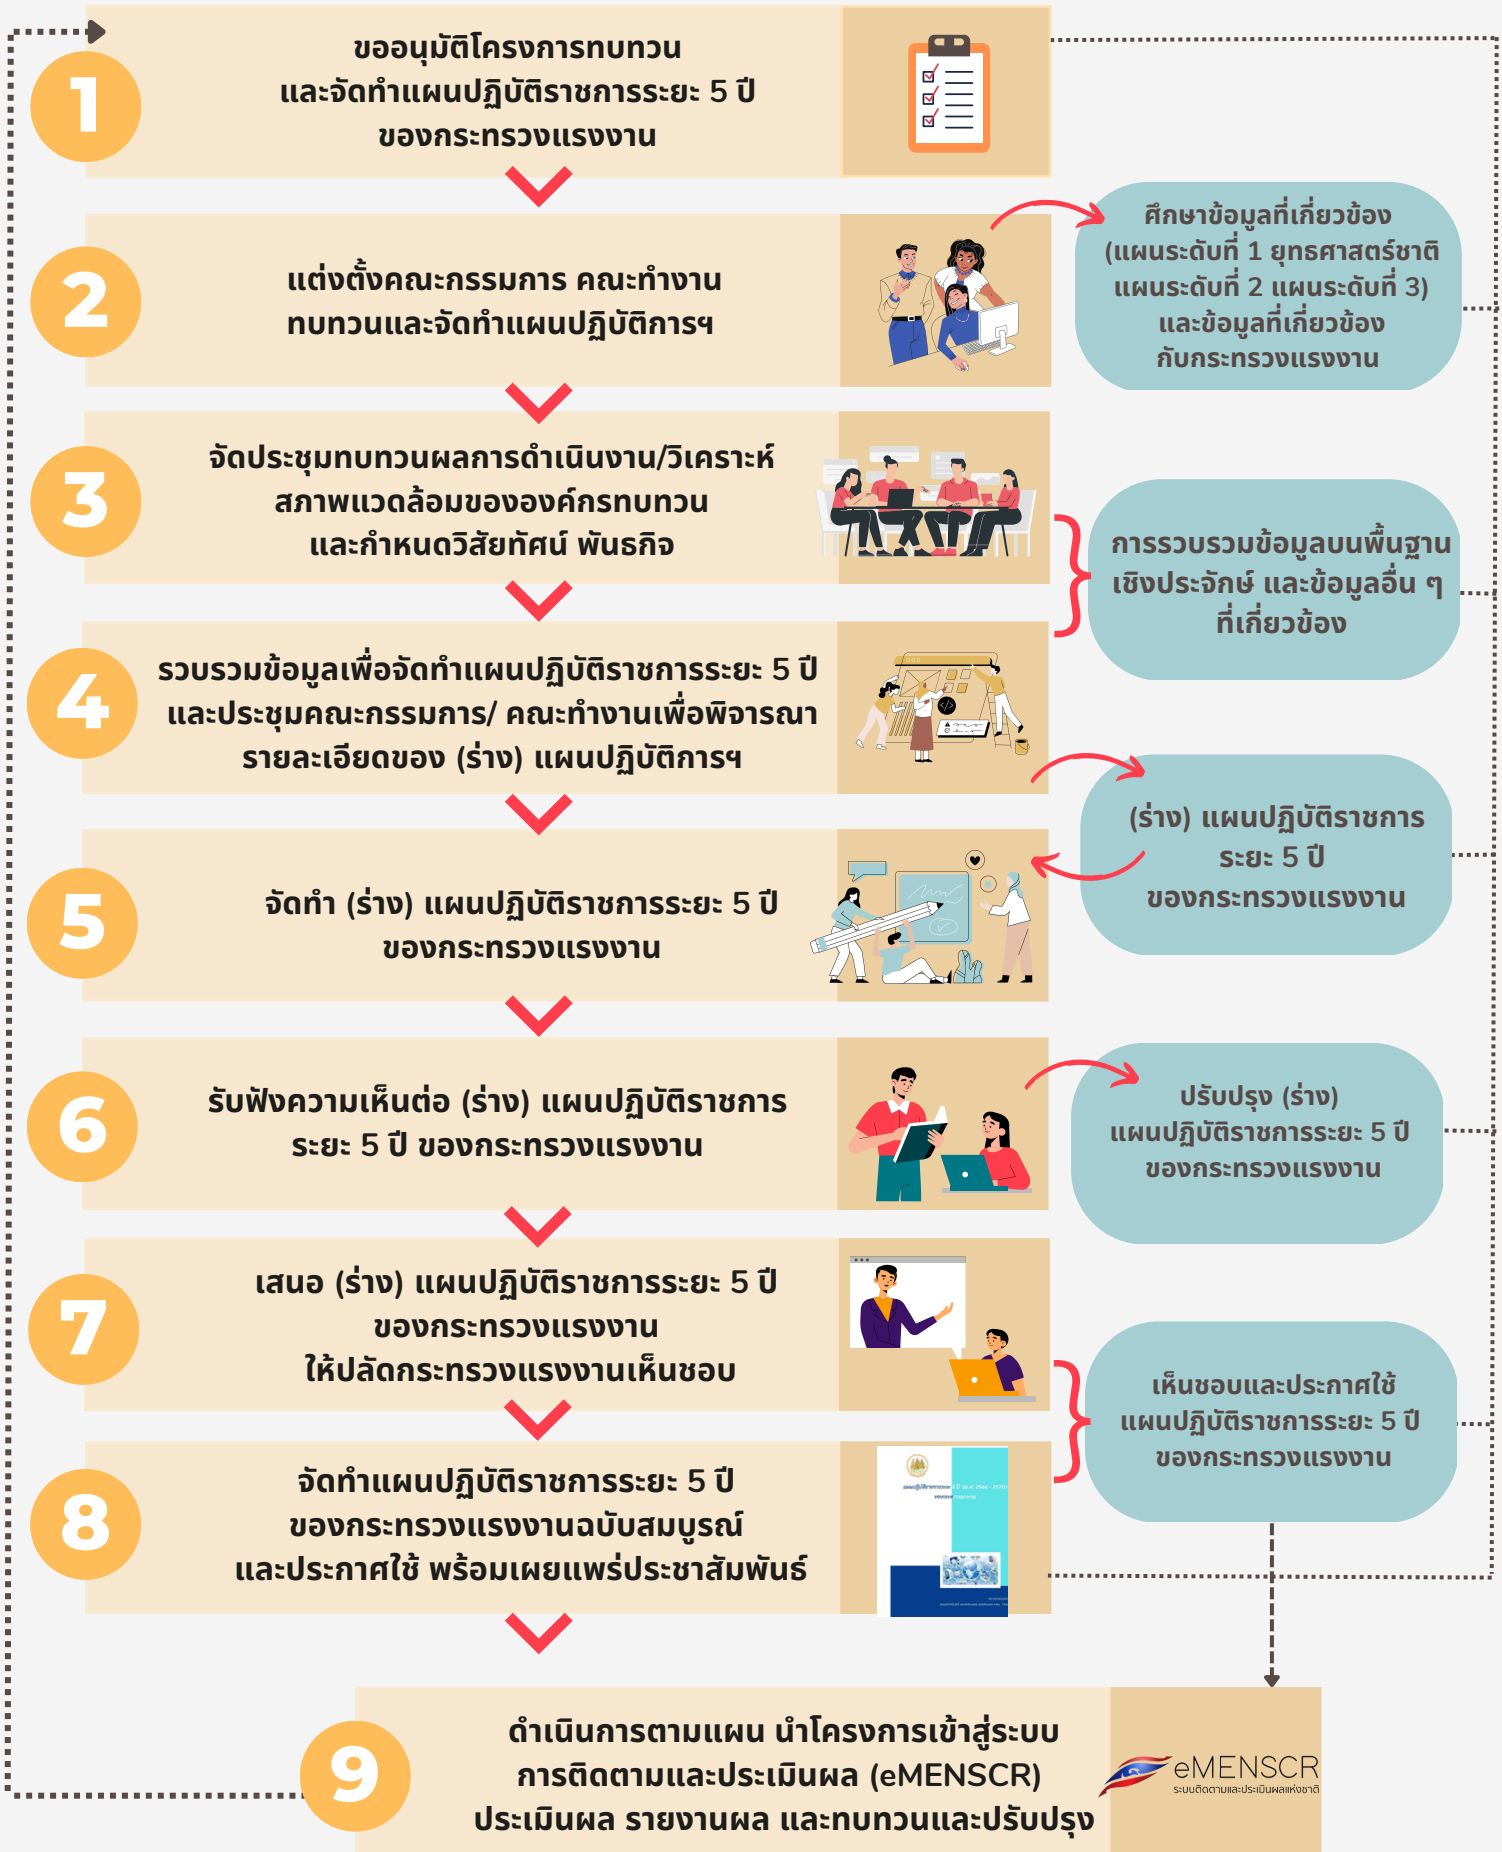 1
ขออนุมัติโครงการทบทวน
และจัดทำแผนปฏิบัติราชการระยะ 5 ปี
ของกระทรวงแรงงาน
2
แต่งตั้งคณะกรรมการ คณะทำงาน
ทบทวนและจัดทำแผนปฏิบัติการฯ
ศึกษาข้อมูลที่เกี่ยวข้อง
(แผนระดับที่ 1 ยุทธศาสตร์ชาติ
แผนระดับที่ 2 แผนระดับที่ 3)
และข้อมูลที่เกี่ยวข้อง
กับกระทรวงแรงงาน
3
จัดประชุมทบทวนผลการดำเนินงาน/วิเคราะห์
สภาพแวดล้อมขององค์กรทบทวน
และกำหนดวิสัยทัศน์ พันธกิจ
การรวบรวมข้อมูลบนพื้นฐาน
เชิงประจักษ์ และข้อมูลอื่น ๆ
ที่เกี่ยวข้อง
4
รวบรวมข้อมูลเพื่อจัดทำแผนปฏิบัติราชการระยะ 5 ปี
และประชุมคณะกรรมการ/ คณะทำงานเพื่อพิจารณา
รายละเอียดของ (ร่าง) แผนปฏิบัติการฯ
(ร่าง) แผนปฏิบัติราชการ
ระยะ 5 ปี
ของกระทรวงแรงงาน
5
จัดทำ (ร่าง) แผนปฏิบัติราชการระยะ 5 ปี
ของกระทรวงแรงงาน
6
รับฟังความเห็นต่อ (ร่าง) แผนปฏิบัติราชการ
ระยะ 5 ปี ของกระทรวงแรงงาน
ปรับปรุง (ร่าง)
แผนปฏิบัติราชการระยะ 5 ปี
ของกระทรวงแรงงาน
7
เสนอ (ร่าง) แผนปฏิบัติราชการระยะ 5 ปี
ของกระทรวงแรงงาน
ให้ปลัดกระทรวงแรงงานเห็นชอบ
เห็นชอบและประกาศใช้
แผนปฏิบัติราชการระยะ 5 ปี
ของกระทรวงแรงงาน
8
จัดทำแผนปฏิบัติราชการระยะ 5 ปี
ของกระทรวงแรงงานฉบับสมบูรณ์
และประกาศใช้ พร้อมเผยแพร่ประชาสัมพันธ์
9
ดำเนินการตามแผน นำโครงการเข้าสู่ระบบ
การติดตามและประเมินผล (eMENSCR)
ประเมินผล รายงานผล และทบทวนและปรับปรุง
eMENSCR
ระบบติดตามและประเมินผลแห่งชาติ